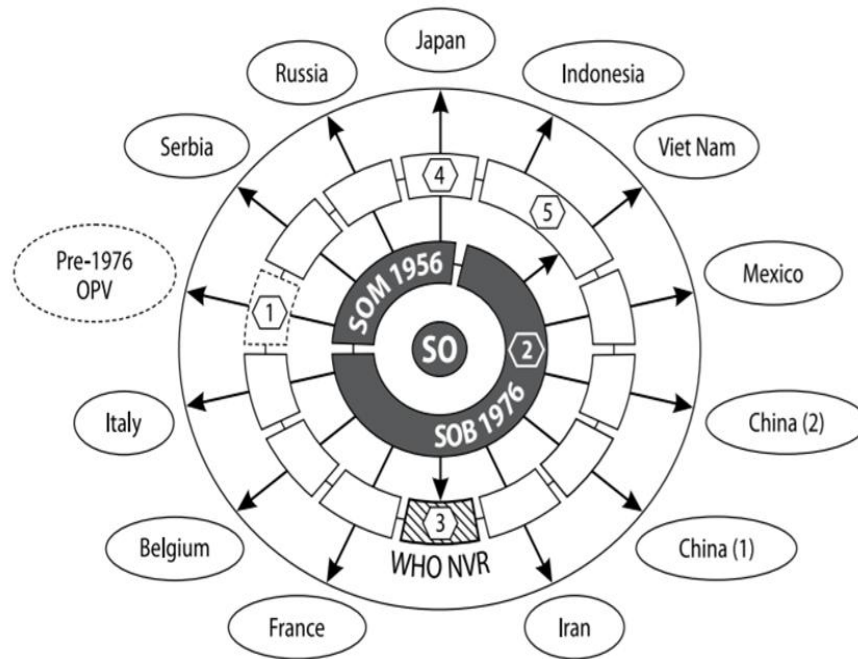 Japan
Russia
Indonesia
Serbia
Viet Nam
4
5
Pre-1976
OPV
Mexico
1
SOM 1956
SO
2
SOB 1976
Italy
China (2)
3
WHO NVR
Belgium
China (1)
France
Iran